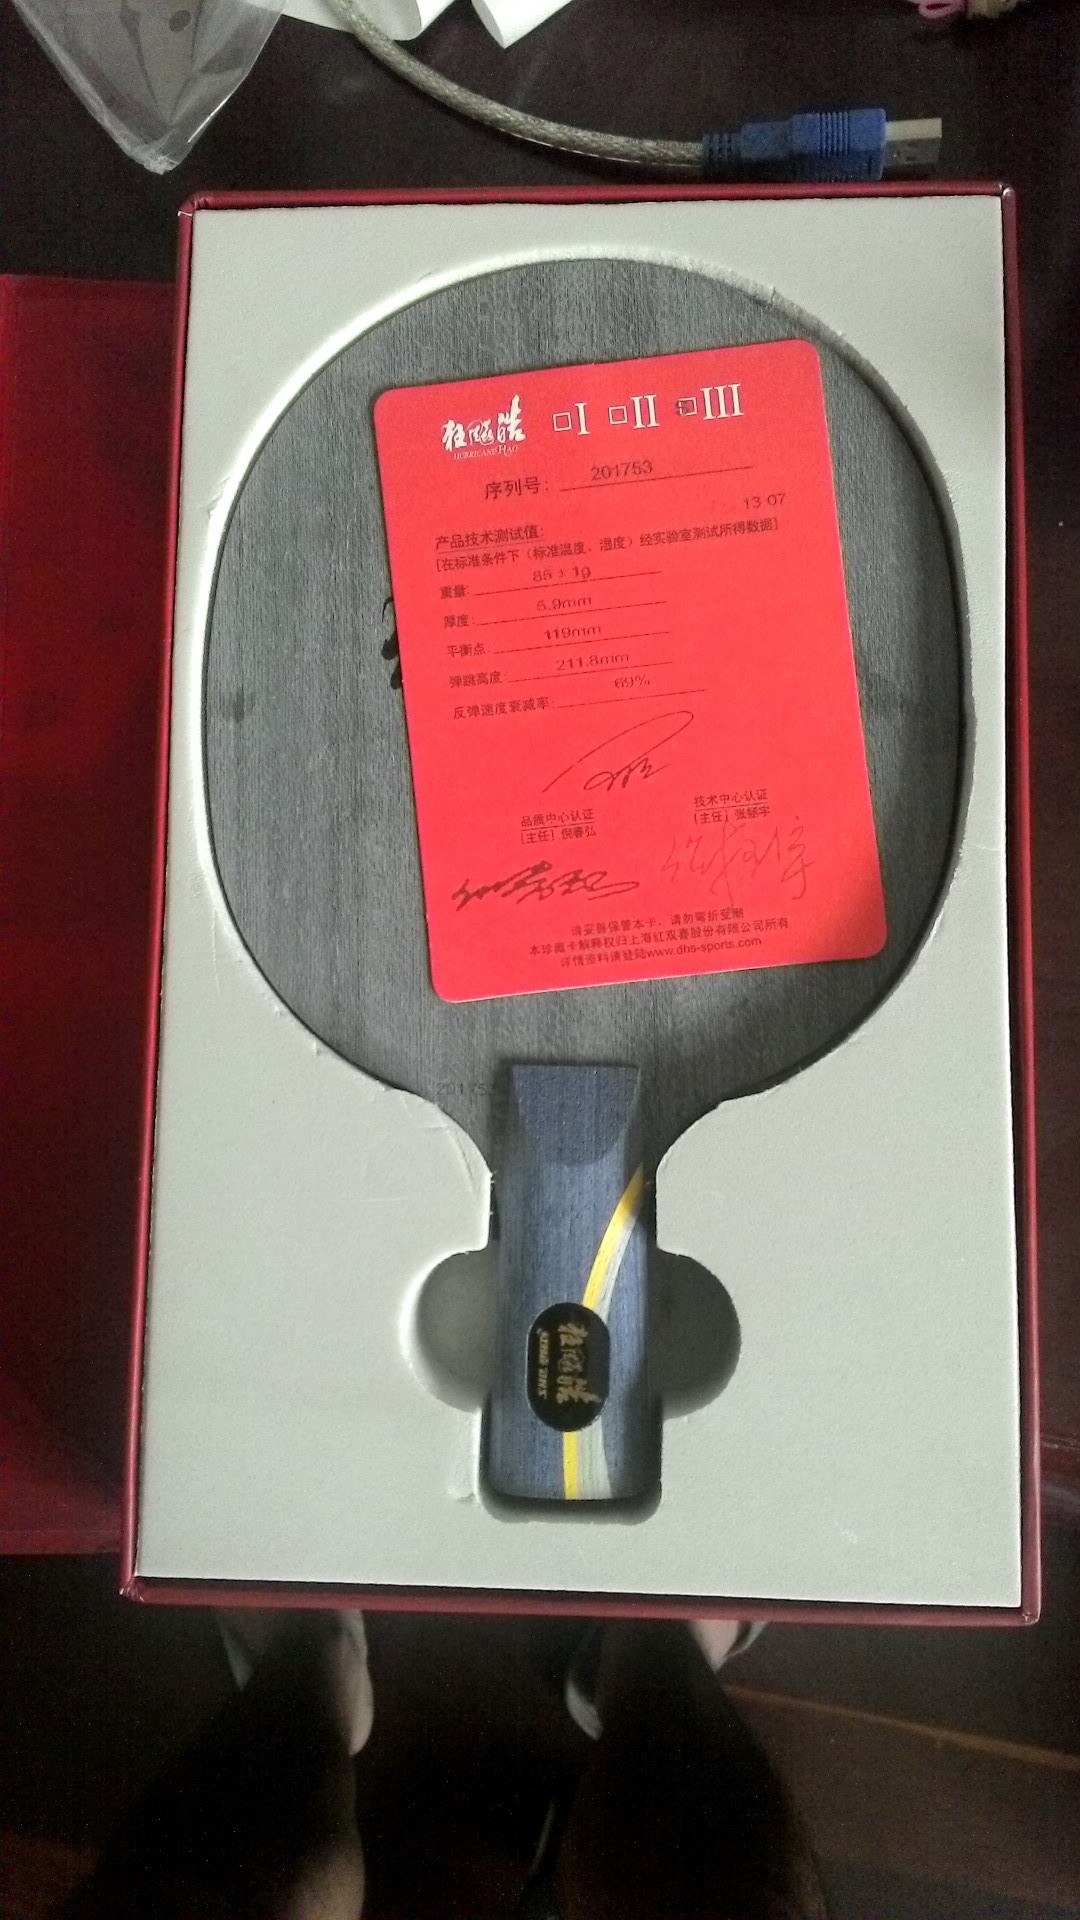 狂飚皓 □I □II □III
HURRICANE HAO
序列号: 201753
13 07
产品技术测试值:
[在标准条件下（标准温度、湿度）经实验室测试所得数据]
重量: 85 ± 1g
厚度: 5.9mm
平衡点: 119mm
弹跳高度: 211.8mm
反弹速度衰减率: 69%
品质中心认证
[主任] 倪春弘
技术中心认证
[主任]
请妥善保管本卡，请勿弯折受潮
本珍藏卡解释权归上海红双喜股份有限公司所有
详情资料请登陆www.dhs-sports.com
201753
狂飚皓